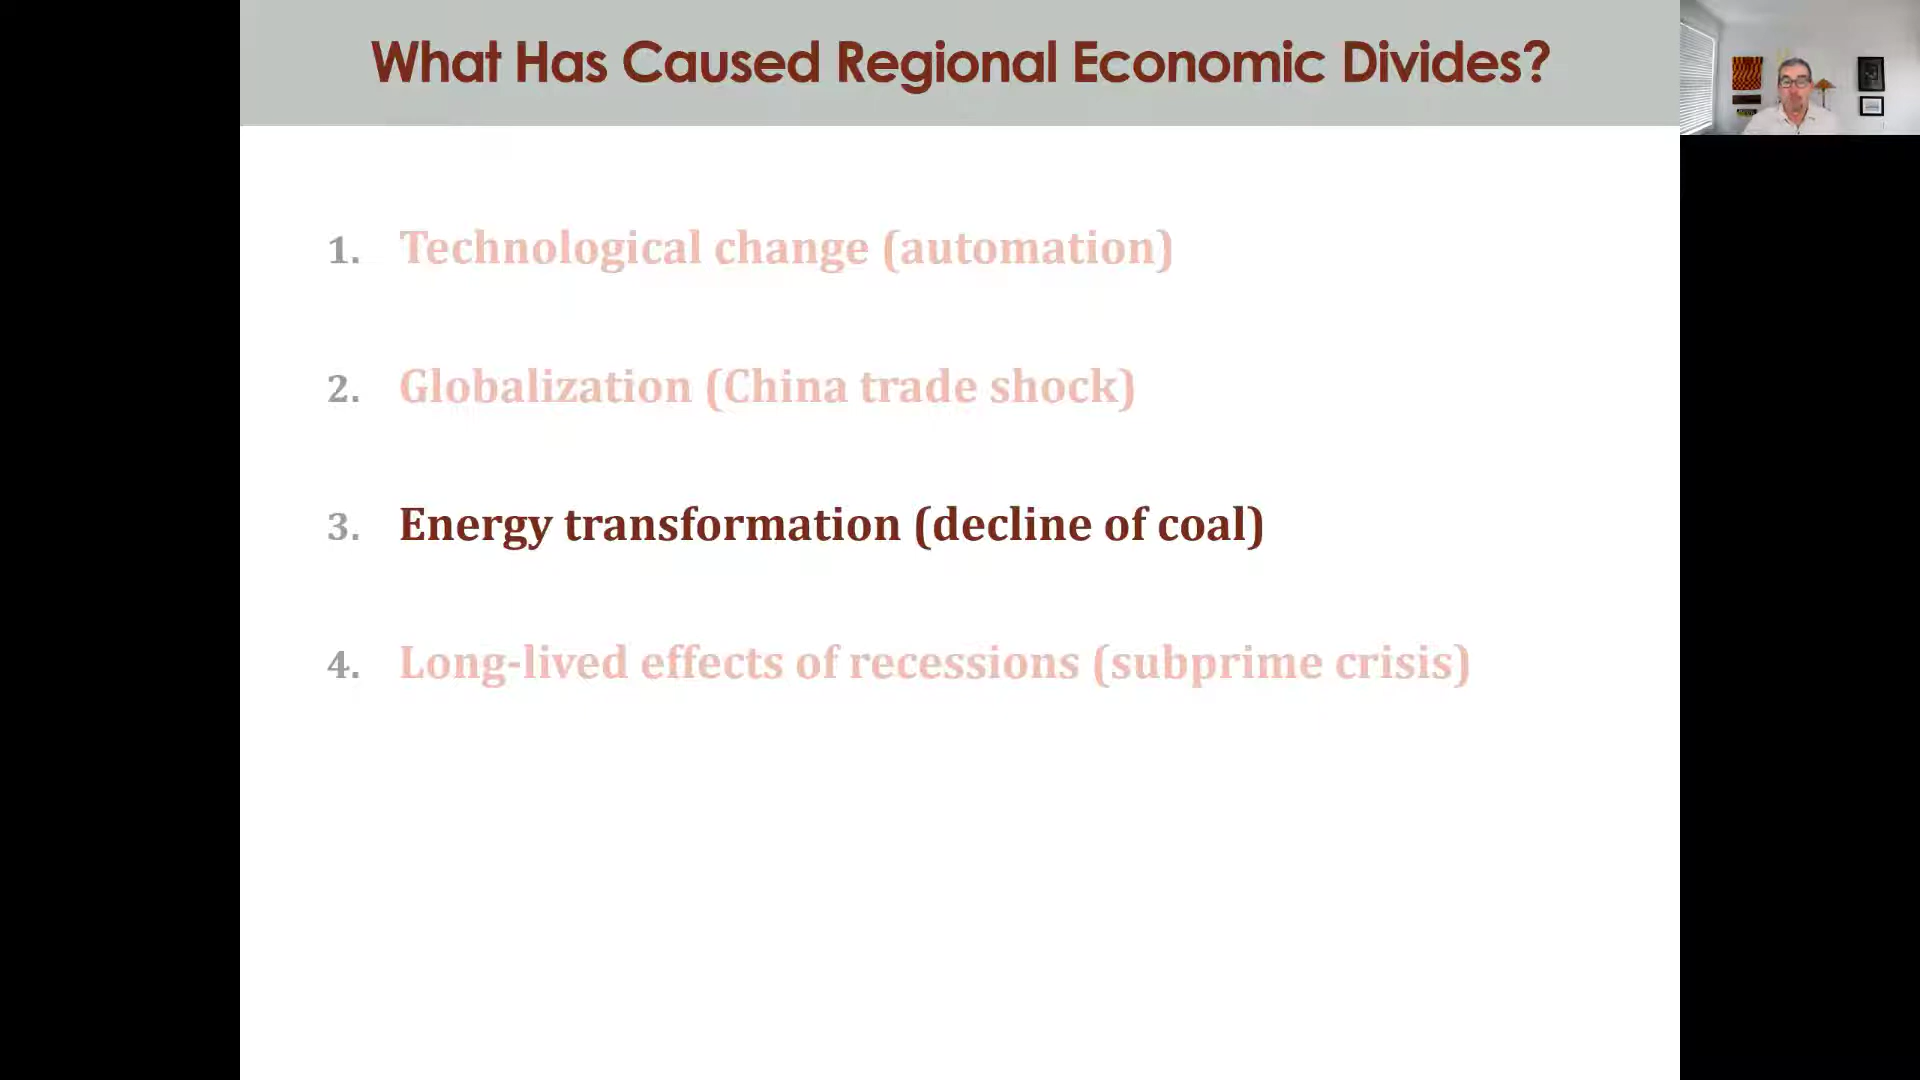 What Has Caused Regional Economic Divides?
1. Technological change (automation)
2. Globalization (China trade shock)
3. Energy transformation (decline of coal)
4. Long-lived effects of recessions (subprime crisis)